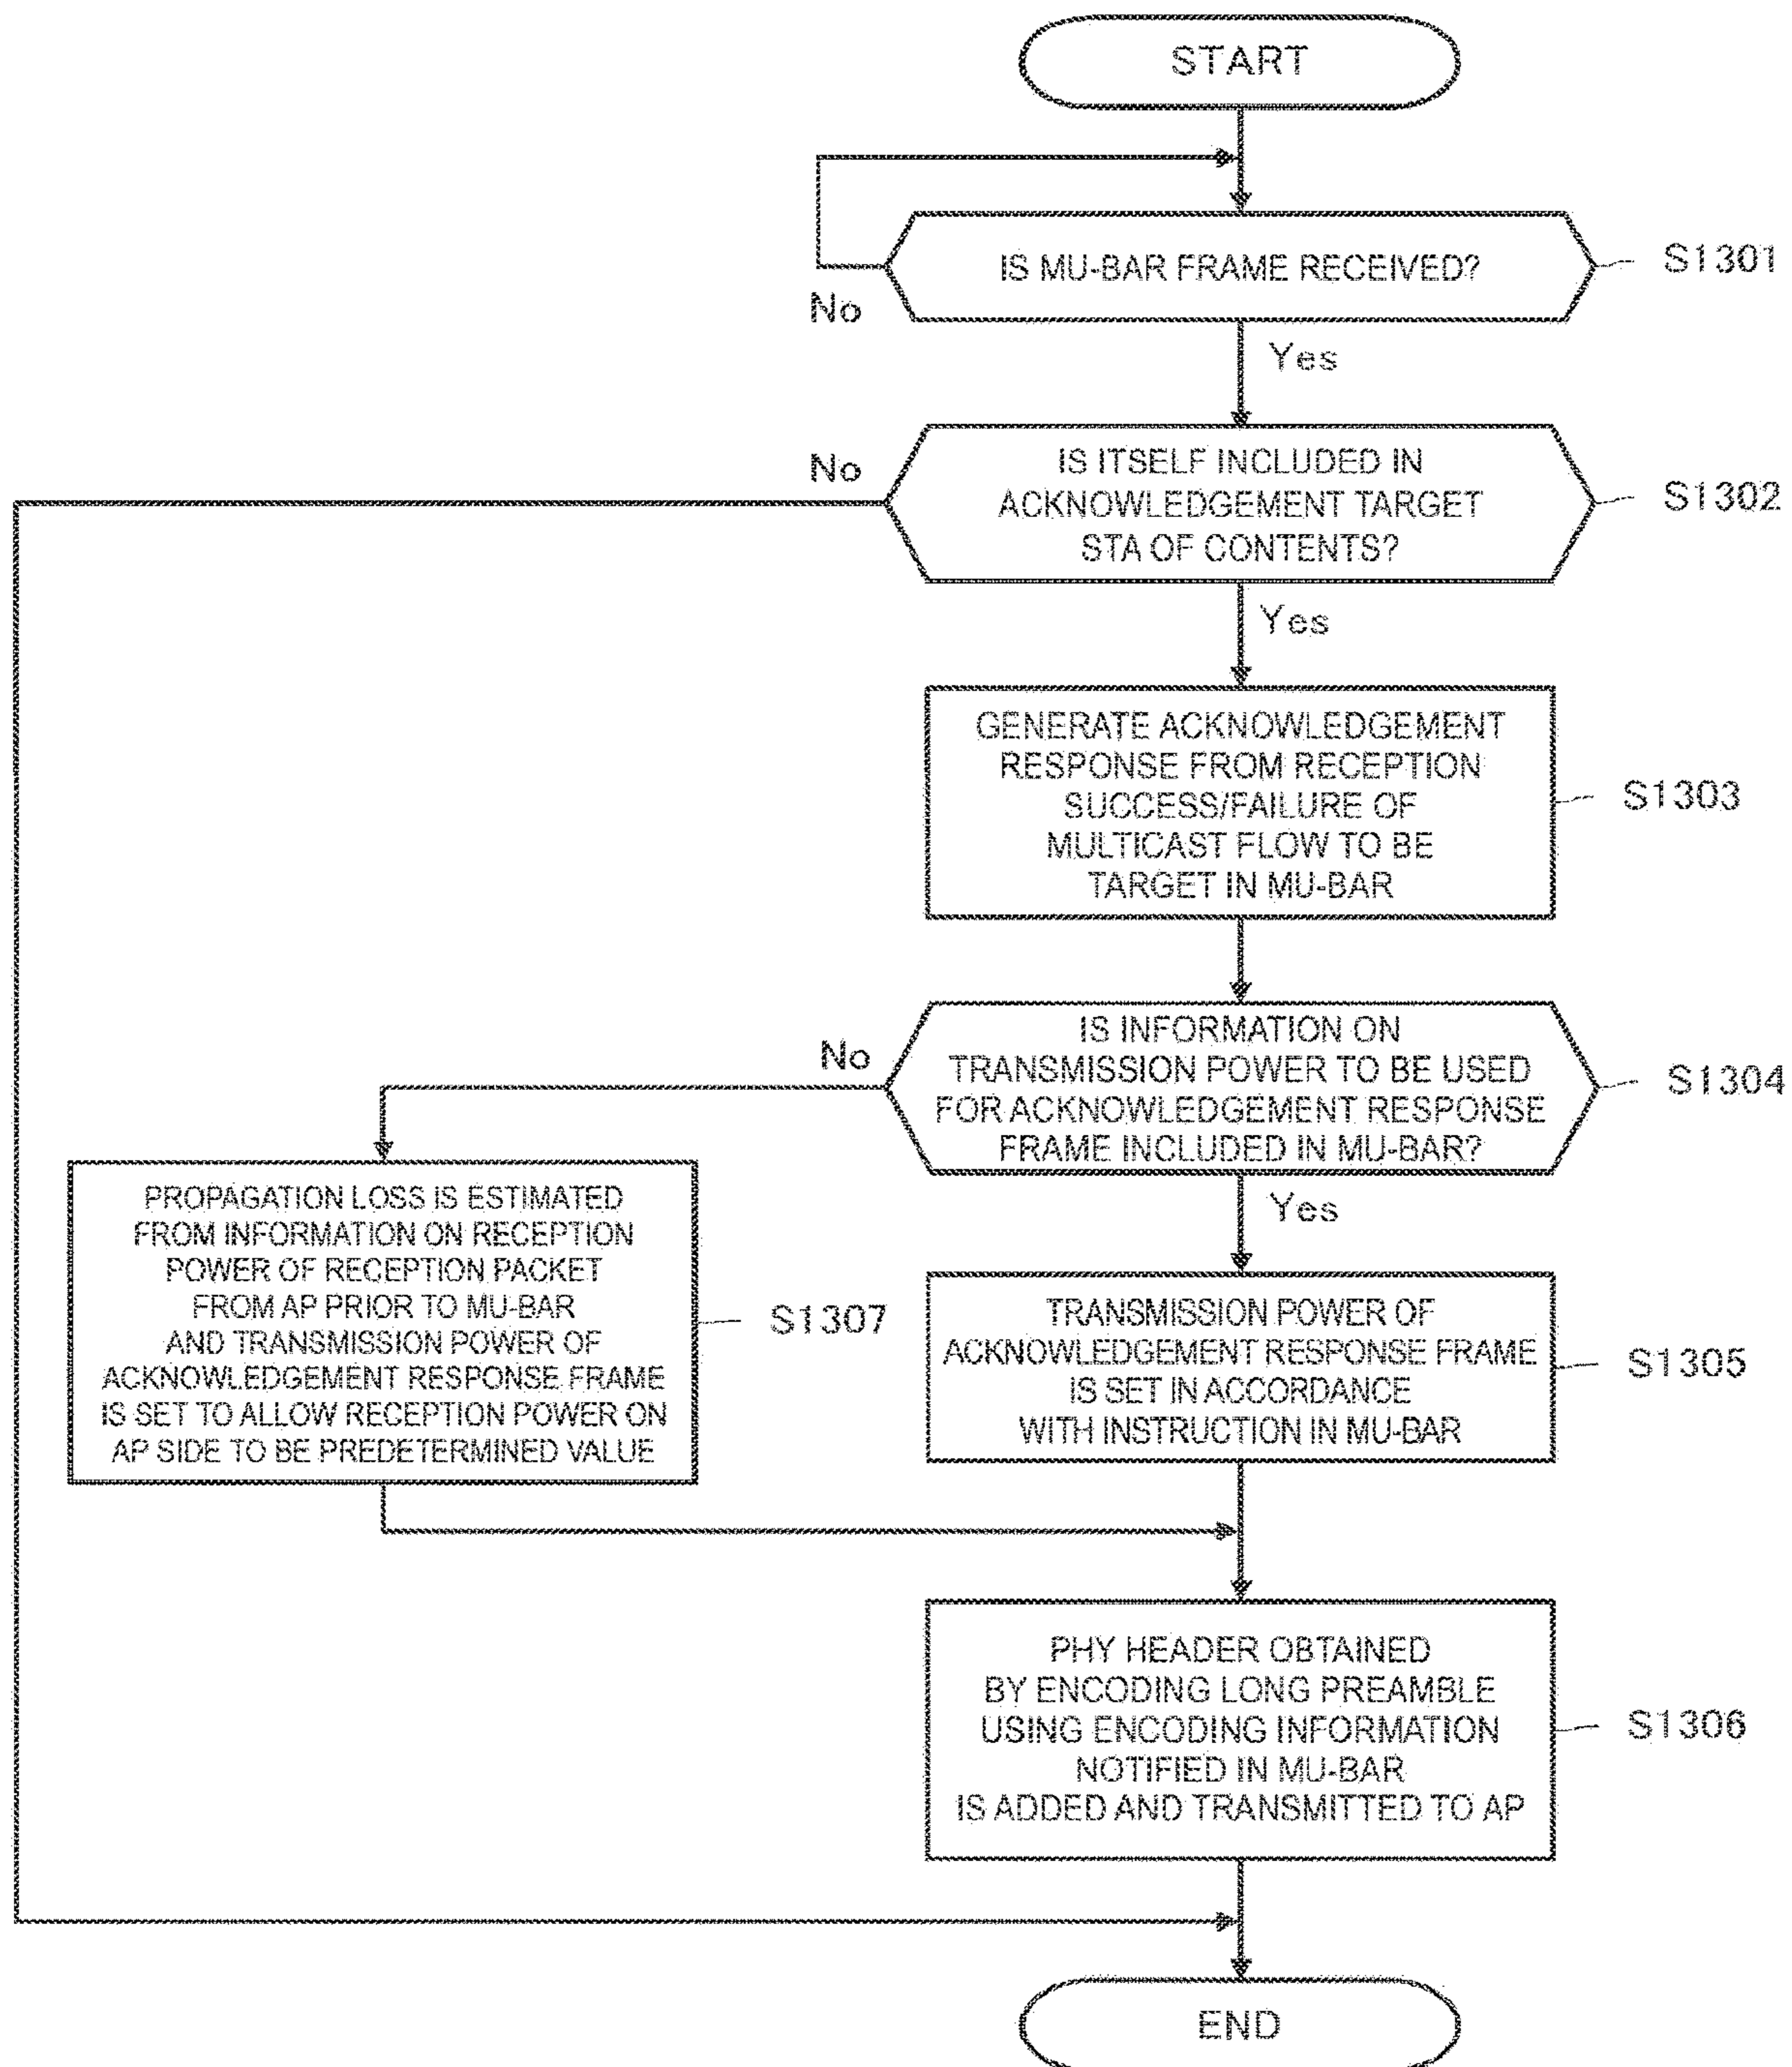 START
IS MU-BAR FRAME RECEIVED?
S1301
No
Yes
No
IS ITSELF INCLUDED IN
ACKNOWLEDGEMENT TARGET
STA OF CONTENTS?
S1302
Yes
GENERATE ACKNOWLEDGEMENT
RESPONSE FROM RECEPTION
SUCCESS/FAILURE OF
MULTICAST FLOW TO BE
TARGET IN MU-BAR
S1303
No
IS INFORMATION ON
TRANSMISSION POWER TO BE USED
FOR ACKNOWLEDGEMENT RESPONSE
FRAME INCLUDED IN MU-BAR?
S1304
Yes
PROPAGATION LOSS IS ESTIMATED
FROM INFORMATION ON RECEPTION
POWER OF RECEPTION PACKET
FROM AP PRIOR TO MU-BAR
AND TRANSMISSION POWER OF
ACKNOWLEDGEMENT RESPONSE FRAME
IS SET TO ALLOW RECEPTION POWER ON
AP SIDE TO BE PREDETERMINED VALUE
S1307
TRANSMISSION POWER OF
ACKNOWLEDGEMENT RESPONSE FRAME
IS SET IN ACCORDANCE
WITH INSTRUCTION IN MU-BAR
S1305
PHY HEADER OBTAINED
BY ENCODING LONG PREAMBLE
USING ENCODING INFORMATION
NOTIFIED IN MU-BAR
IS ADDED AND TRANSMITTED TO AP
S1306
END